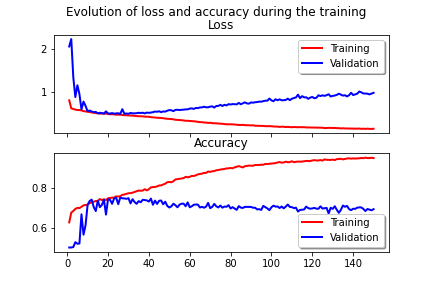 Evolution of loss and accuracy during the training
Loss
2
1
Training
Validation
Accuracy
0.8
0.6
Training
Validation
0 20 40 60 80 100 120 140